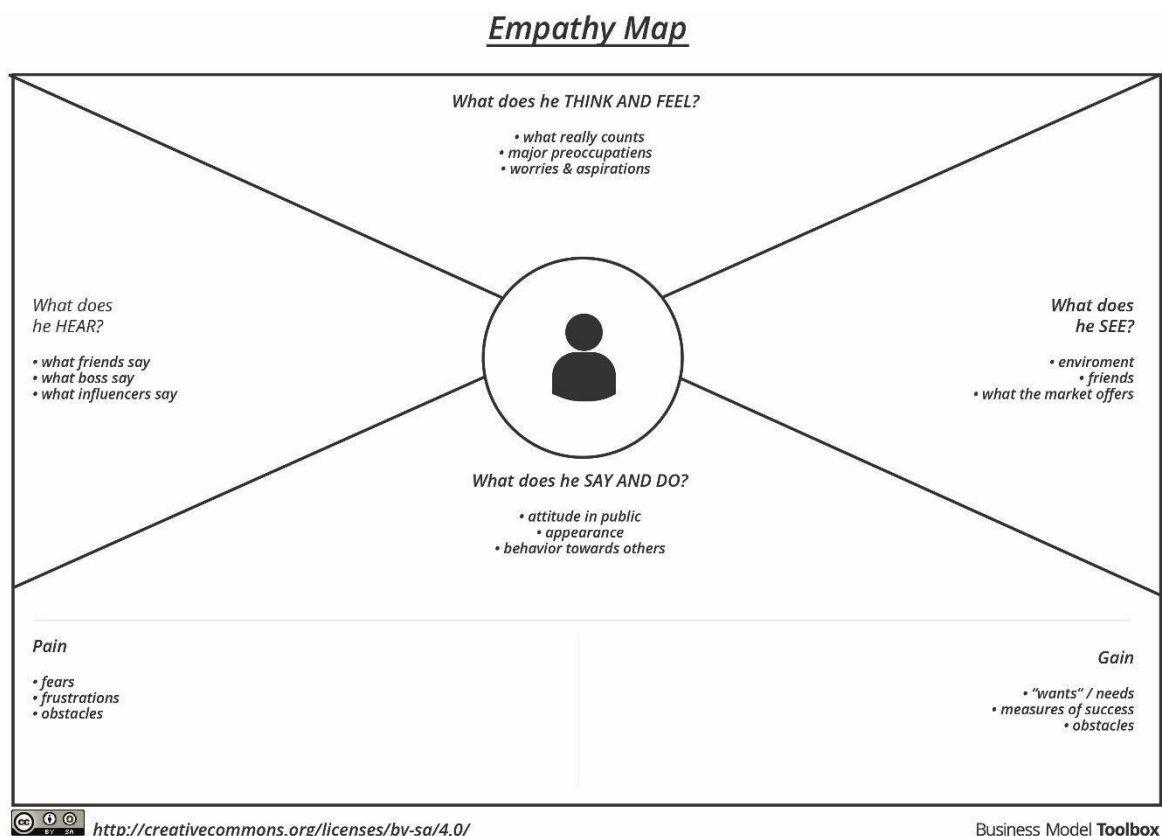 Empathy Map
What does he THINK AND FEEL?
• what really counts
• major preoccupatiens
• worries & aspirations
What does
he HEAR?
• what friends say
• what boss say
• what influencers say
What does
he SEE?
• enviroment
• friends
• what the market offers
What does he SAY AND DO?
• attitude in public
• appearance
• behavior towards others
Pain
• fears
• frustrations
• obstacles
Gain
• “wants” / needs
• measures of success
• obstacles
cc BY SA
http://creativecommons.org/licenses/by-sa/4.0/
Business Model Toolbox